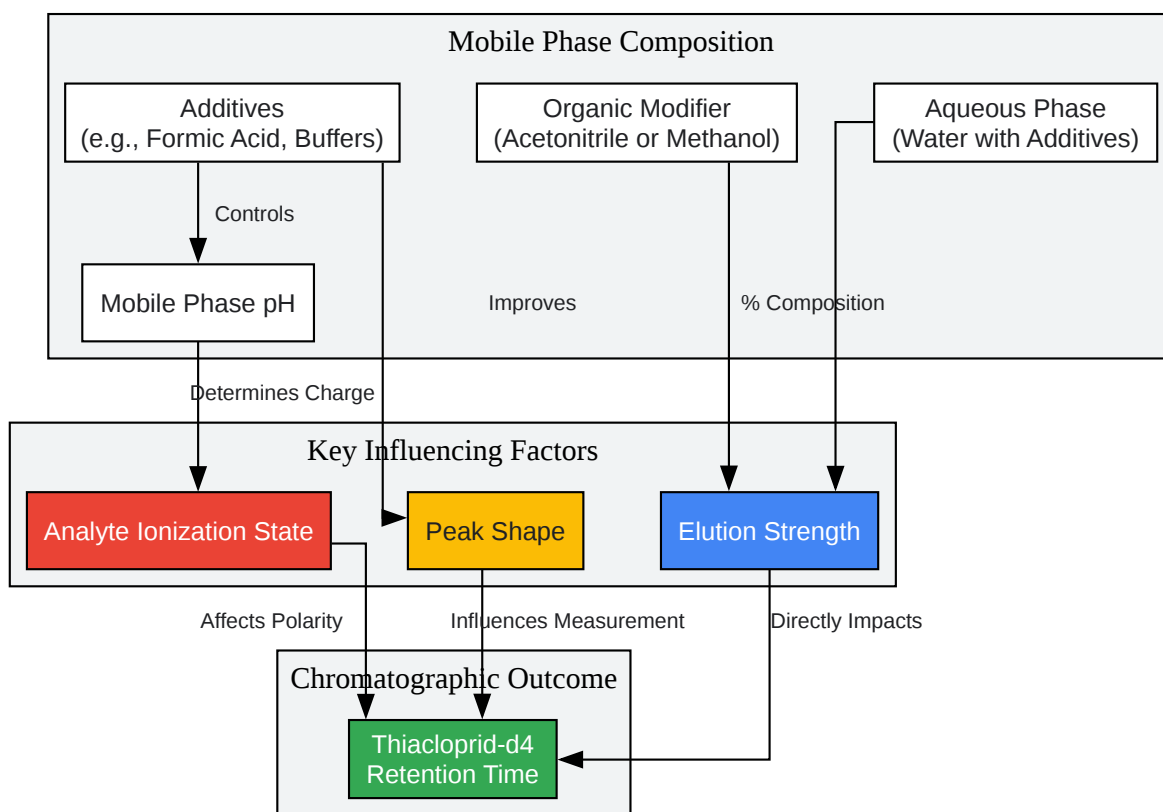 Mobile Phase Composition
Additives
(e.g., Formic Acid, Buffers)
Organic Modifier
(Acetonitrile or Methanol)
Aqueous Phase
(Water with Additives)
Controls
Mobile Phase pH
Improves
% Composition
Determines Charge
Key Influencing Factors
Analyte Ionization State
Peak Shape
Elution Strength
Affects Polarity
Influences Measurement
Directly Impacts
Chromatographic Outcome
Thiacloprid-d4
Retention Time